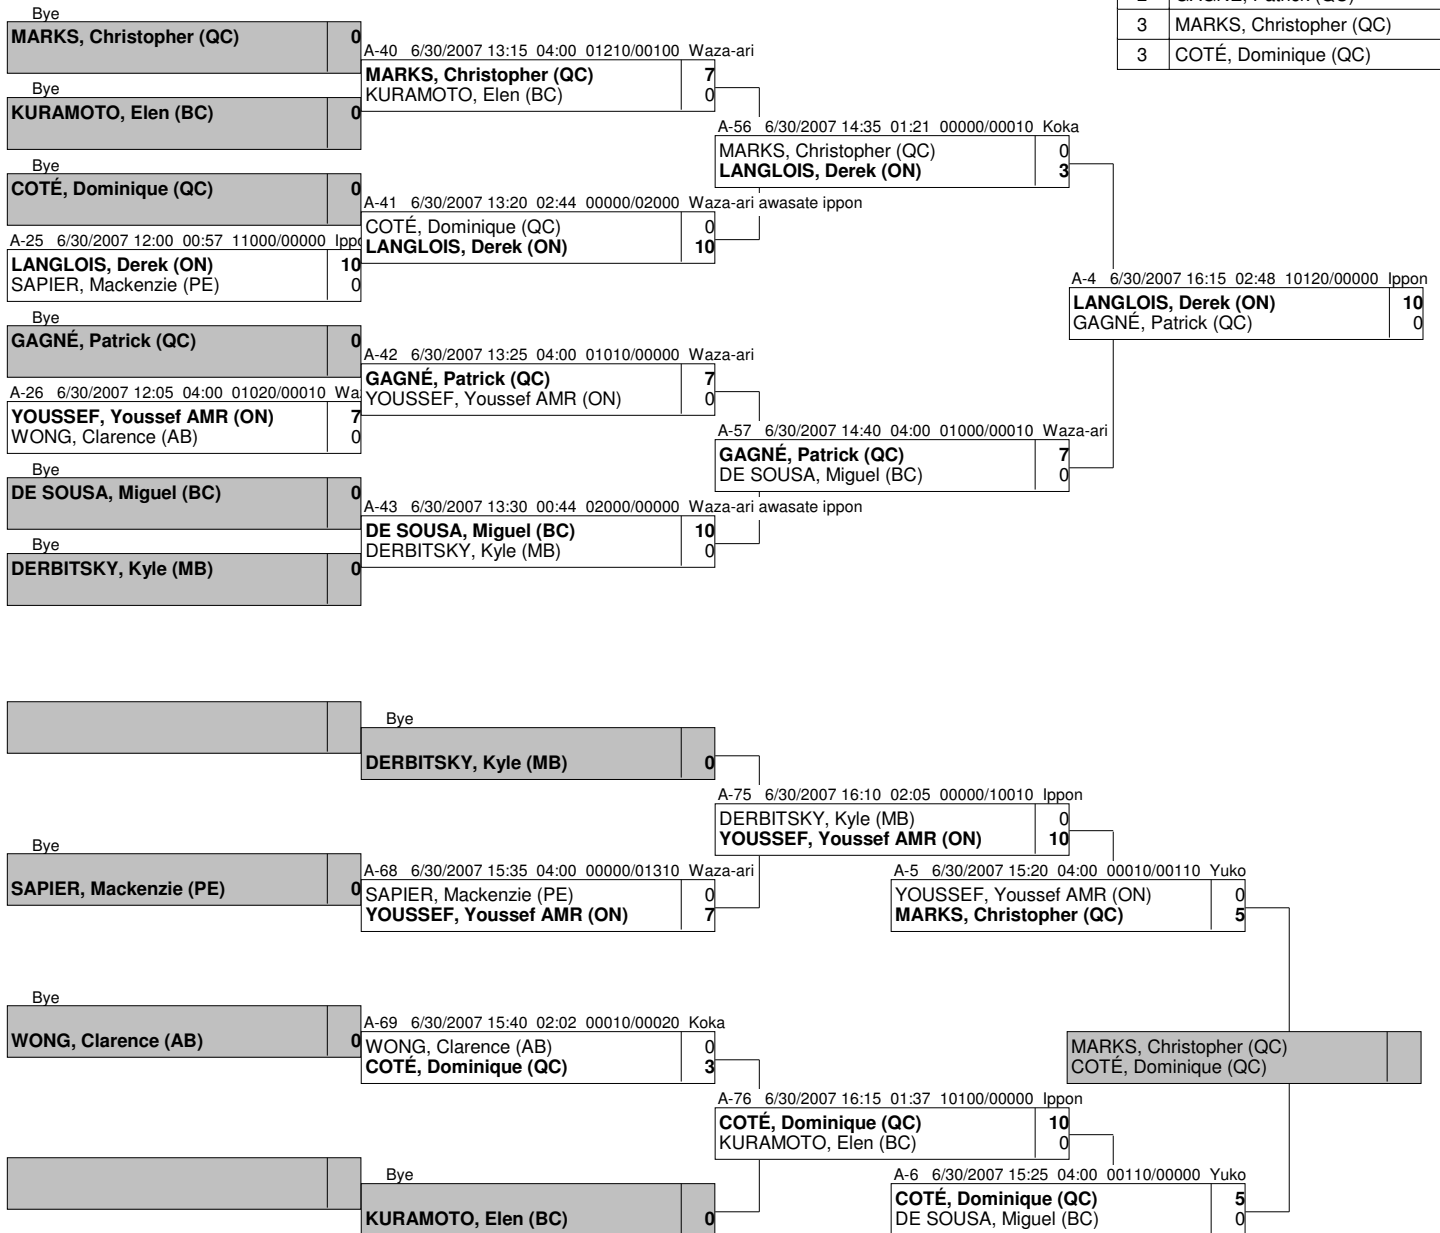 2 GAGNÉ, Patrick (QC)
3 MARKS, Christopher (QC)
3 COTÉ, Dominique (QC)
Bye
MARKS, Christopher (QC) 0
A-40 6/30/2007 13:15 04:00 01210/00100 Waza-ari
MARKS, Christopher (QC) 7
KURAMOTO, Elen (BC) 0
Bye
KURAMOTO, Elen (BC) 0
A-56 6/30/2007 14:35 01:21 00000/00010 Koka
MARKS, Christopher (QC) 0
LANGLOIS, Derek (ON) 3
Bye
COTÉ, Dominique (QC) 0
A-41 6/30/2007 13:20 02:44 00000/02000 Waza-ari awasate ippon
COTÉ, Dominique (QC) 0
LANGLOIS, Derek (ON) 10
A-25 6/30/2007 12:00 00:57 11000/00000 Ippo
LANGLOIS, Derek (ON) 10
SAPIER, Mackenzie (PE) 0
A-4 6/30/2007 16:15 02:48 10120/00000 Ippon
LANGLOIS, Derek (ON) 10
GAGNÉ, Patrick (QC) 0
Bye
GAGNÉ, Patrick (QC) 0
A-42 6/30/2007 13:25 04:00 01010/00000 Waza-ari
GAGNÉ, Patrick (QC) 7
YOUSSEF, Youssef AMR (ON) 0
A-26 6/30/2007 12:05 04:00 01020/00010 Wa
YOUSSEF, Youssef AMR (ON) 7
WONG, Clarence (AB) 0
A-57 6/30/2007 14:40 04:00 01000/00010 Waza-ari
GAGNÉ, Patrick (QC) 7
DE SOUSA, Miguel (BC) 0
Bye
DE SOUSA, Miguel (BC) 0
A-43 6/30/2007 13:30 00:44 02000/00000 Waza-ari awasate ippon
DE SOUSA, Miguel (BC) 10
DERBITSKY, Kyle (MB) 0
Bye
DERBITSKY, Kyle (MB) 0
Bye
DERBITSKY, Kyle (MB) 0
A-75 6/30/2007 16:10 02:05 00000/10010 Ippon
DERBITSKY, Kyle (MB) 0
YOUSSEF, Youssef AMR (ON) 10
Bye
SAPIER, Mackenzie (PE) 0
A-68 6/30/2007 15:35 04:00 00000/01310 Waza-ari
SAPIER, Mackenzie (PE) 0
YOUSSEF, Youssef AMR (ON) 7
A-5 6/30/2007 15:20 04:00 00010/00110 Yuko
YOUSSEF, Youssef AMR (ON) 0
MARKS, Christopher (QC) 5
Bye
WONG, Clarence (AB) 0
A-69 6/30/2007 15:40 02:02 00010/00020 Koka
WONG, Clarence (AB) 0
COTÉ, Dominique (QC) 3
MARKS, Christopher (QC)
COTÉ, Dominique (QC)
A-76 6/30/2007 16:15 01:37 10100/00000 Ippon
COTÉ, Dominique (QC) 10
KURAMOTO, Elen (BC) 0
Bye
KURAMOTO, Elen (BC) 0
A-6 6/30/2007 15:25 04:00 00110/00000 Yuko
COTÉ, Dominique (QC) 5
DE SOUSA, Miguel (BC) 0